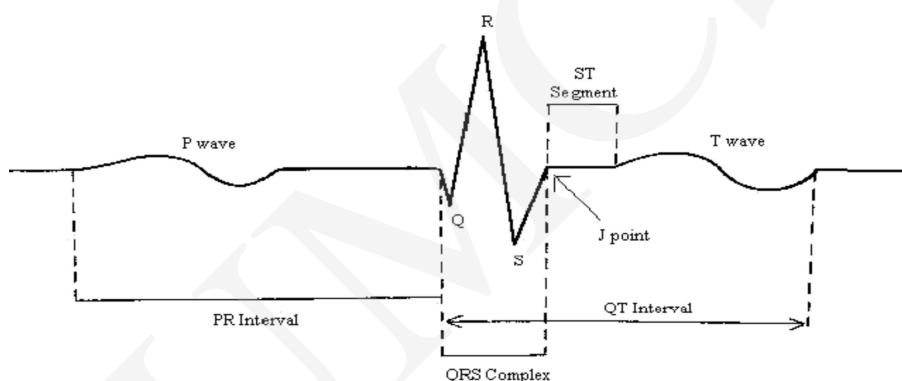 R
ST
Segment
P wave
T wave
Q
J point
S
PR Interval
QT Interval
QRS Complex